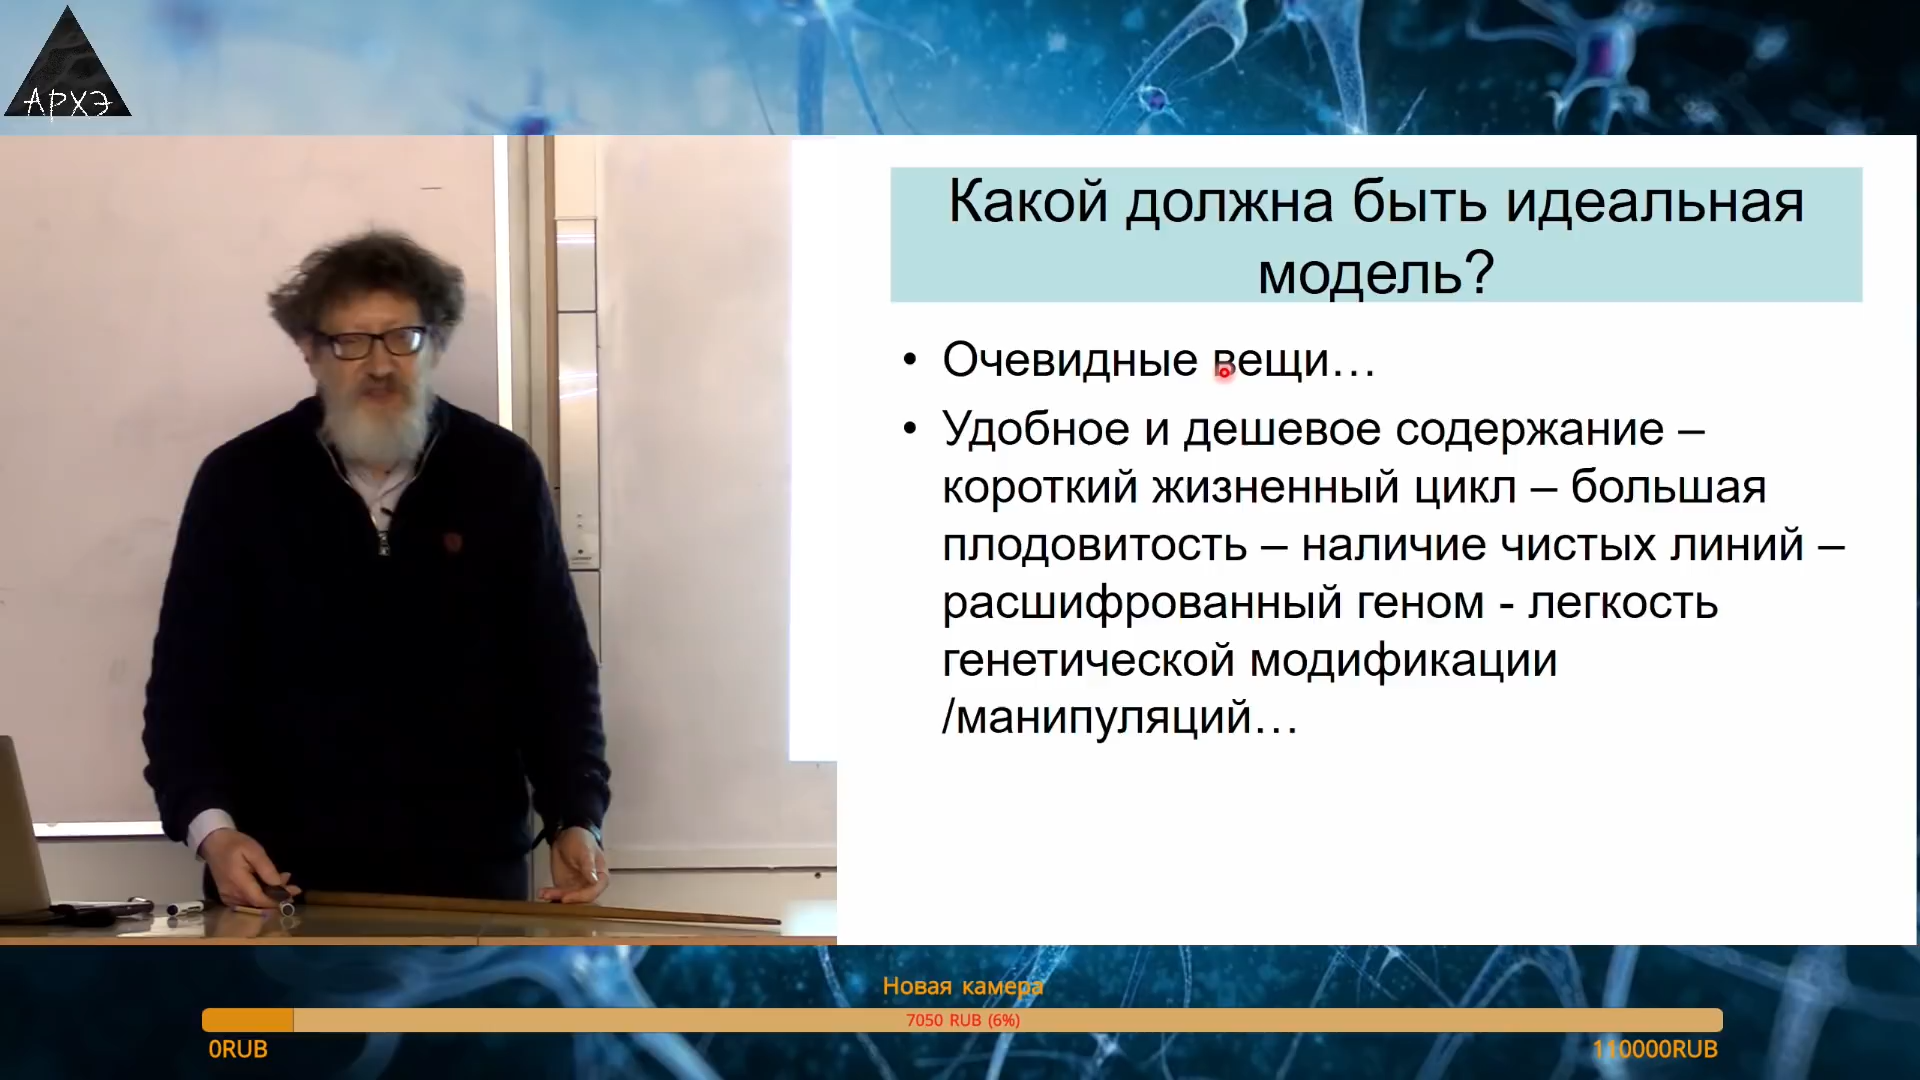 АРХЭ
Какой должна быть идеальная
модель?
• Очевидные вещи…
• Удобное и дешевое содержание –
короткий жизненный цикл – большая
плодовитость – наличие чистых линий –
расшифрованный геном - легкость
генетической модификации
/манипуляций…
Новая камера
7050 RUB (6%)
0RUB
110000RUB